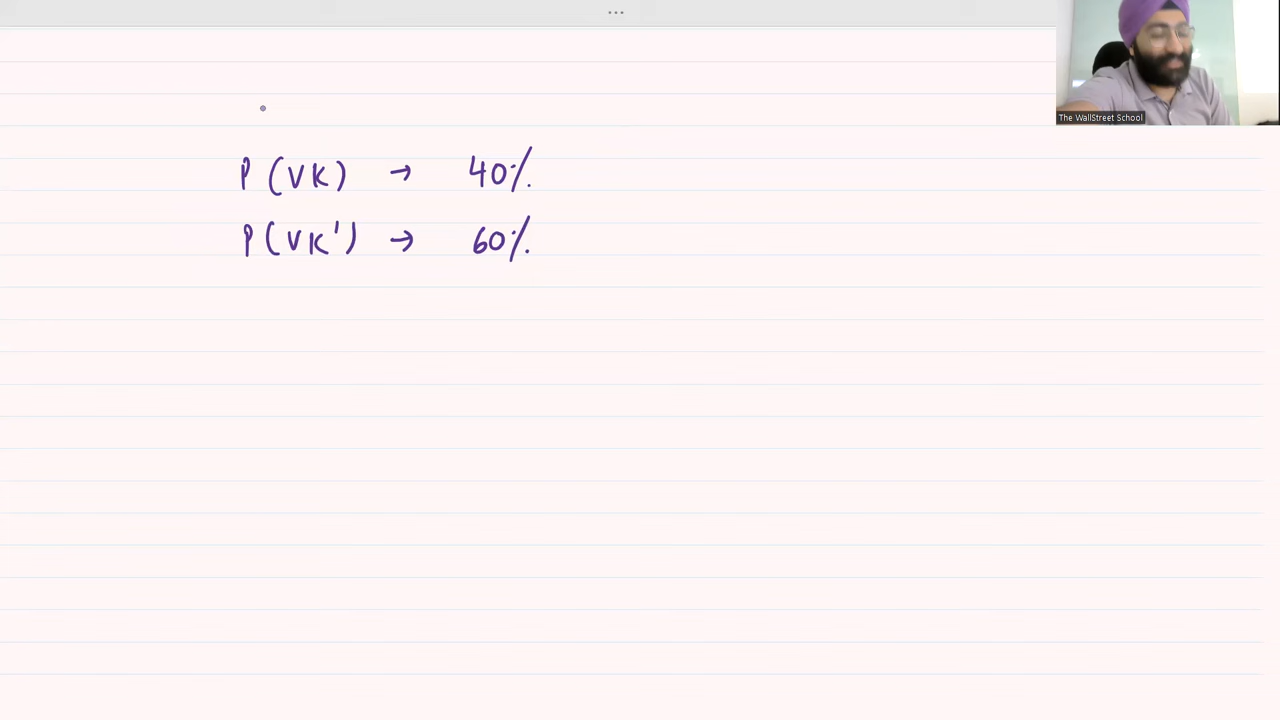 The WallStreet School
P (VK) → 40%
P (VK') → 60%